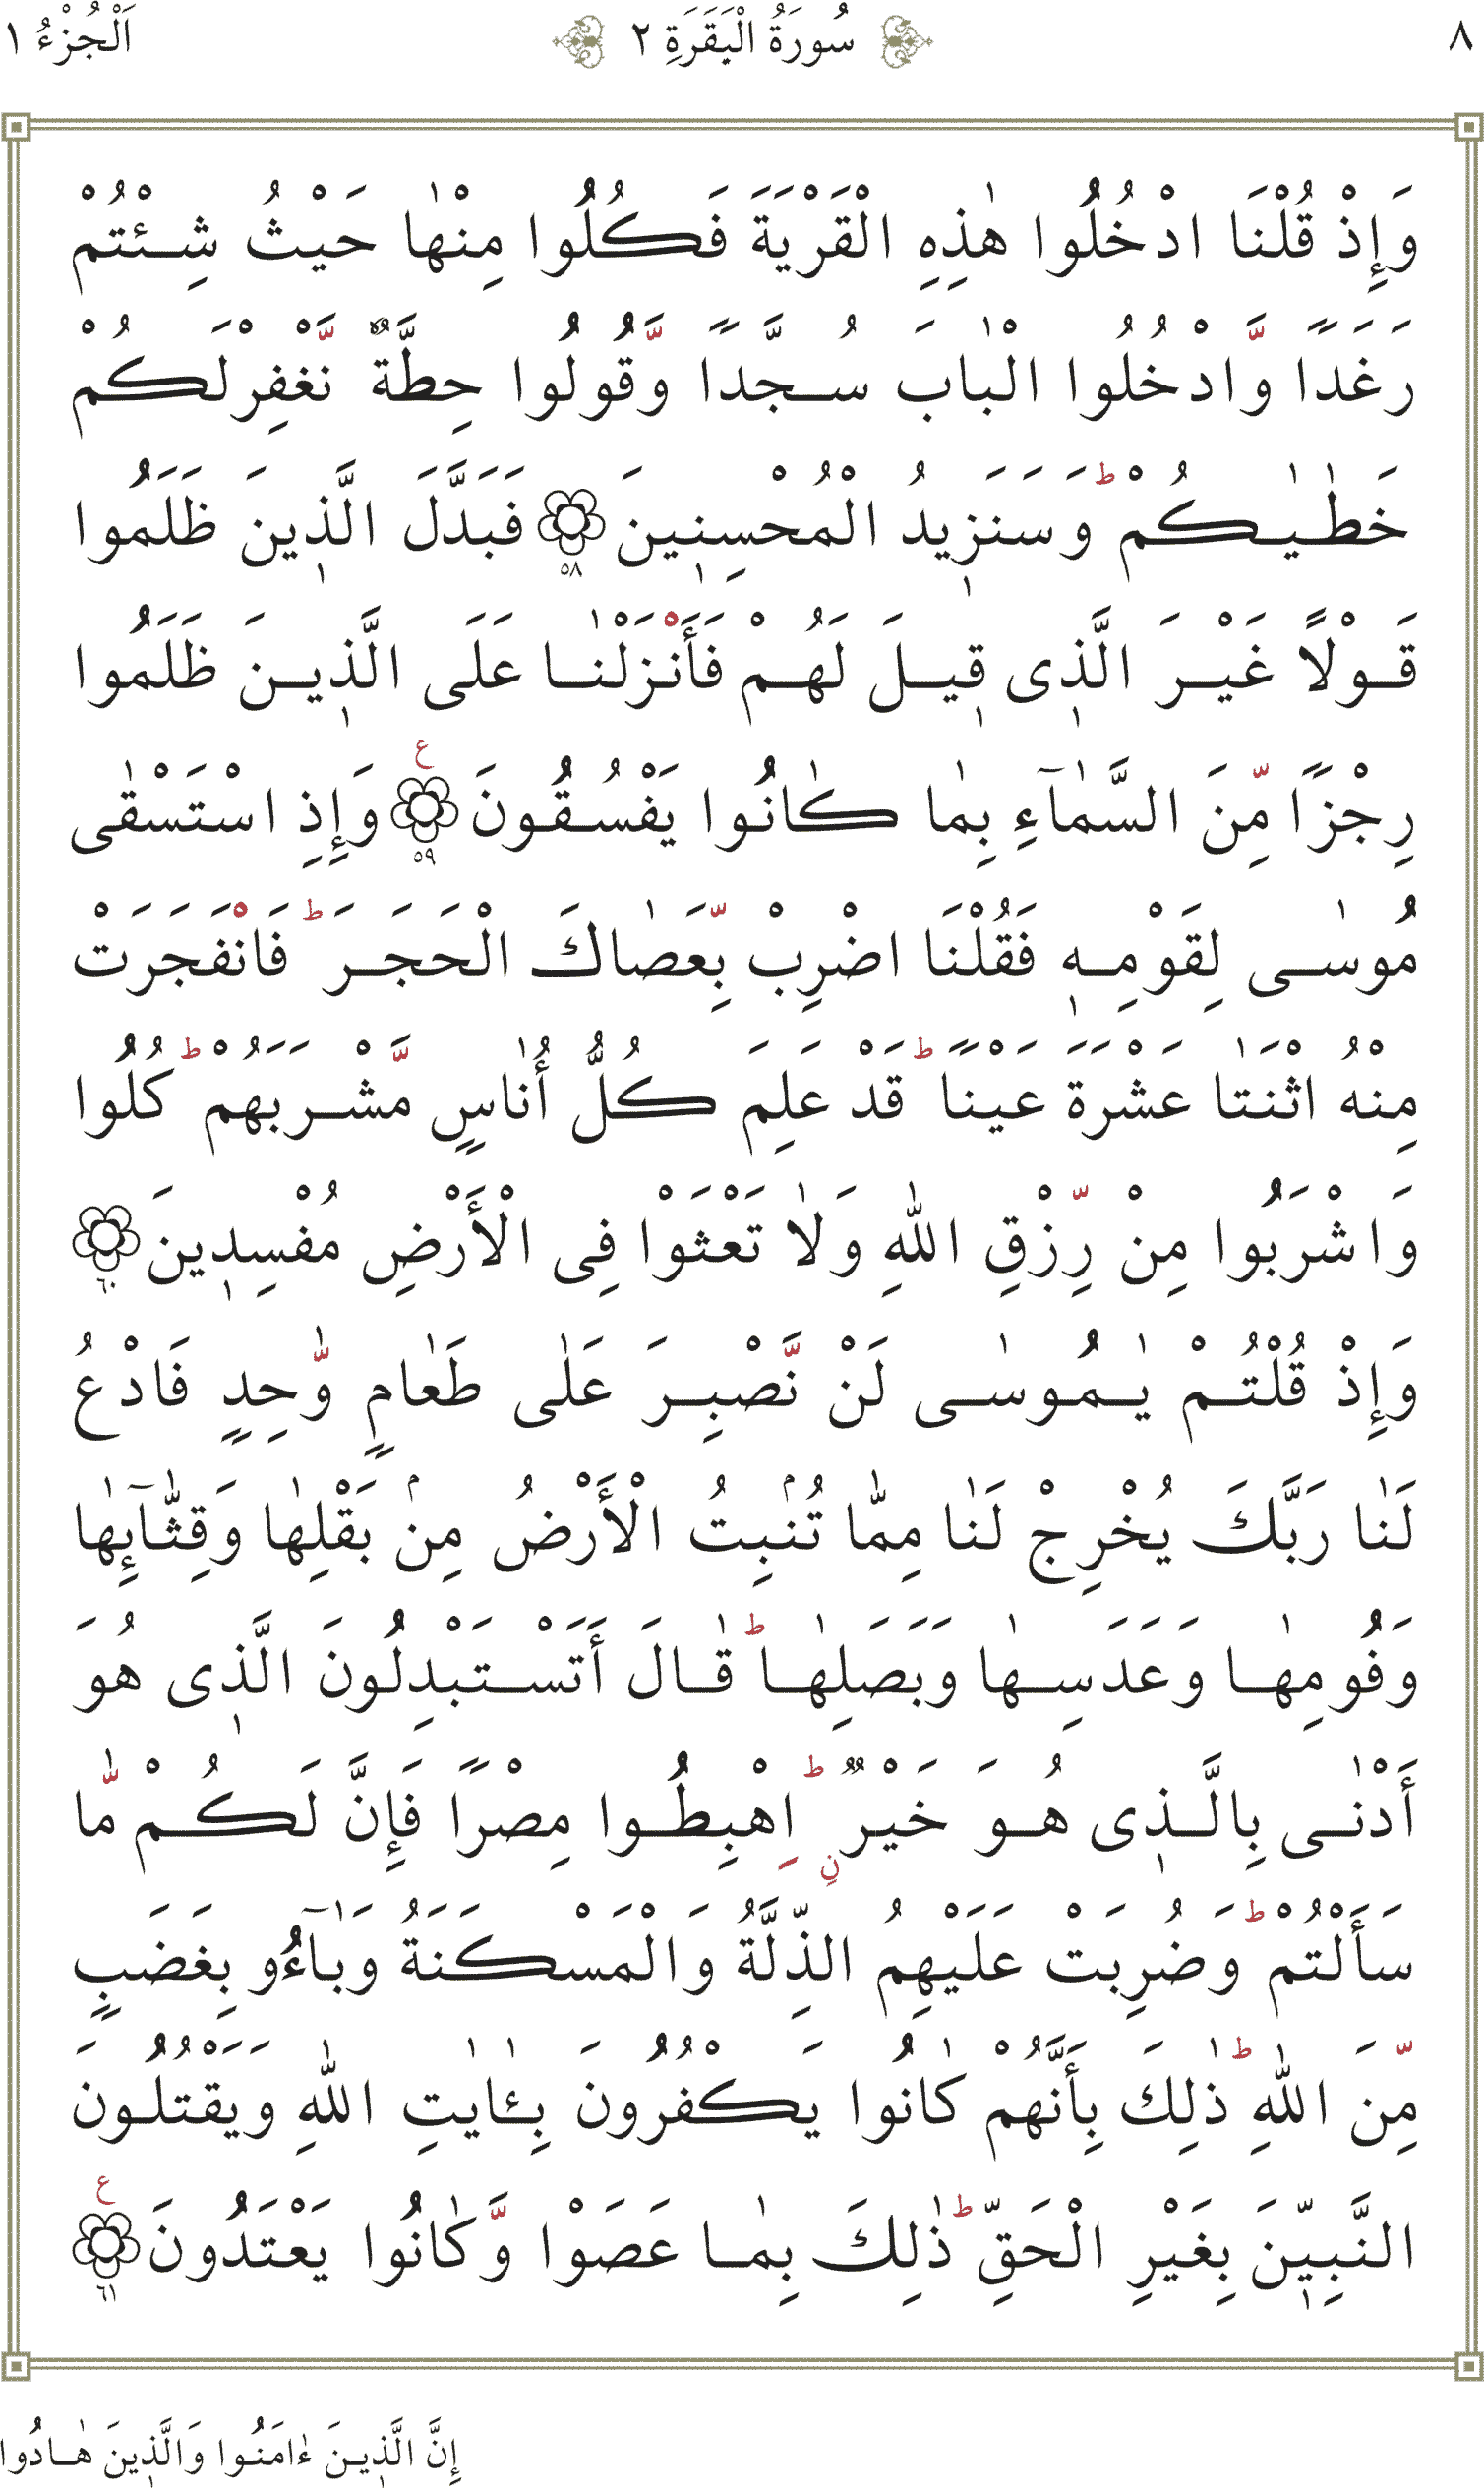 ٨ سُورَةُ الْبَقَرَةِ ٢ اَلْجُزْءُ ١
وَإِذْ قُلْنَا ادْخُلُوا هٰذِهِ الْقَرْيَةَ فَكُلُوا مِنْهٰا حَيْثُ شِئْتُمْ
رَغَدًا وَّادْخُلُوا الْبٰابَ سُجَّدًا وَّقُولُوا حِطَّةٌ نَّغْفِرْلَكُمْ
خَطٰيٰكُمْ ۭ وَسَنَزِيدُ الْمُحْسِنِينَ ٥٨ فَبَدَّلَ الَّذِينَ ظَلَمُوا
قَوْلًا غَيْرَ الَّذِى قِيلَ لَهُمْ فَأَنْزَلْنٰا عَلَى الَّذِينَ ظَلَمُوا
رِجْزًا مِّنَ السَّمٰآءِ بِمٰا كٰانُوا يَفْسُقُونَ ٥٩ ع وَإِذِ اسْتَسْقٰى
مُوسٰى لِقَوْمِهٖ فَقُلْنَا اضْرِبْ بِّعَصٰاكَ الْحَجَرَ ۭ فَانْفَجَرَتْ
مِنْهُ اثْنَتٰا عَشْرَةَ عَيْنًا ۭ قَدْ عَلِمَ كُلُّ أُنٰاسٍ مَّشْرَبَهُمْ ۭ كُلُوا
وَاشْرَبُوا مِنْ رِّزْقِ اللّٰهِ وَلٰا تَعْثَوْا فِى الْأَرْضِ مُفْسِدِينَ ٦٠
وَإِذْ قُلْتُمْ يٰمُوسٰى لَنْ نَّصْبِرَ عَلٰى طَعٰامٍ وّٰحِدٍ فَادْعُ
لَنٰا رَبَّكَ يُخْرِجْ لَنٰا مِمّٰا تُنۢبِتُ الْأَرْضُ مِنۢ بَقْلِهٰا وَقِثّٰآئِهٰا
وَفُومِهٰا وَعَدَسِهٰا وَبَصَلِهٰا ۭ قٰالَ أَتَسْتَبْدِلُونَ الَّذِى هُوَ
أَدْنٰى بِالَّذِى هُوَ خَيْرٌ ۭ نِ اِهْبِطُوا مِصْرًا فَإِنَّ لَكُمْ مّٰا
سَأَلْتُمْ ۭ وَضُرِبَتْ عَلَيْهِمُ الذِّلَّةُ وَالْمَسْكَنَةُ وَبٰآءُو بِغَضَبٍ
مِّنَ اللّٰهِ ۭ ذٰلِكَ بِأَنَّهُمْ كٰانُوا يَكْفُرُونَ بِـٰٔايٰتِ اللّٰهِ وَيَقْتُلُونَ
النَّبِيّٖنَ بِغَيْرِ الْحَقِّ ۭ ذٰلِكَ بِمٰا عَصَوْا وَّكٰانُوا يَعْتَدُونَ ٦١ ع
إِنَّ الَّذِينَ ءٰامَنُوا وَالَّذِينَ هٰادُوا